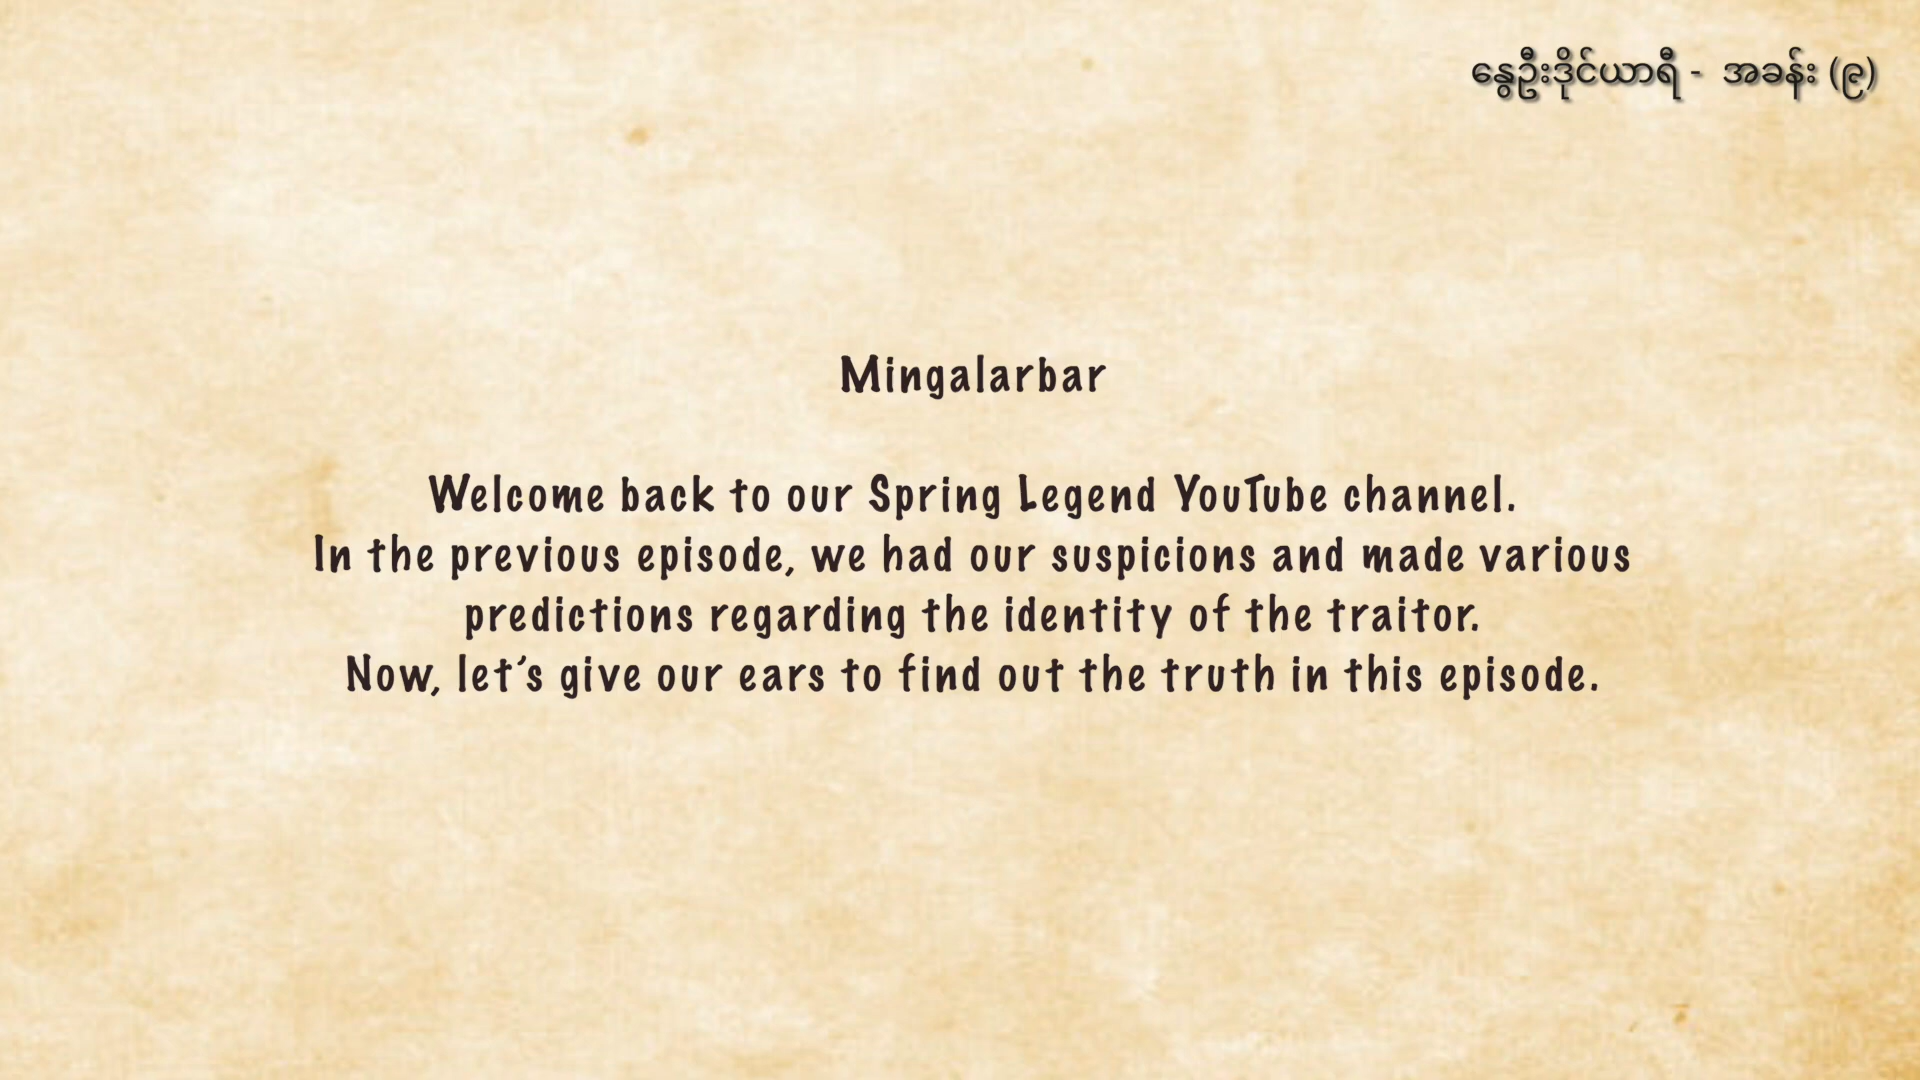 နွေဦးဒိုင်ယာရီ - အခန်း (၉)
Mingalarbar
Welcome back to our Spring Legend YouTube channel.
In the previous episode, we had our suspicions and made various
predictions regarding the identity of the traitor.
Now, let’s give our ears to find out the truth in this episode.